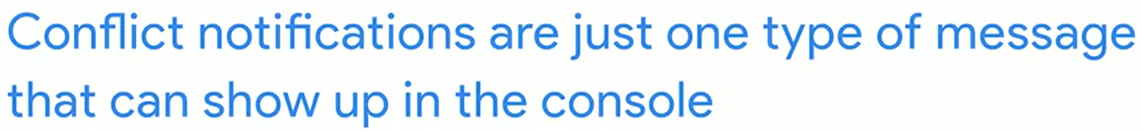 Conflict notifications are just one type of message
that can show up in the console